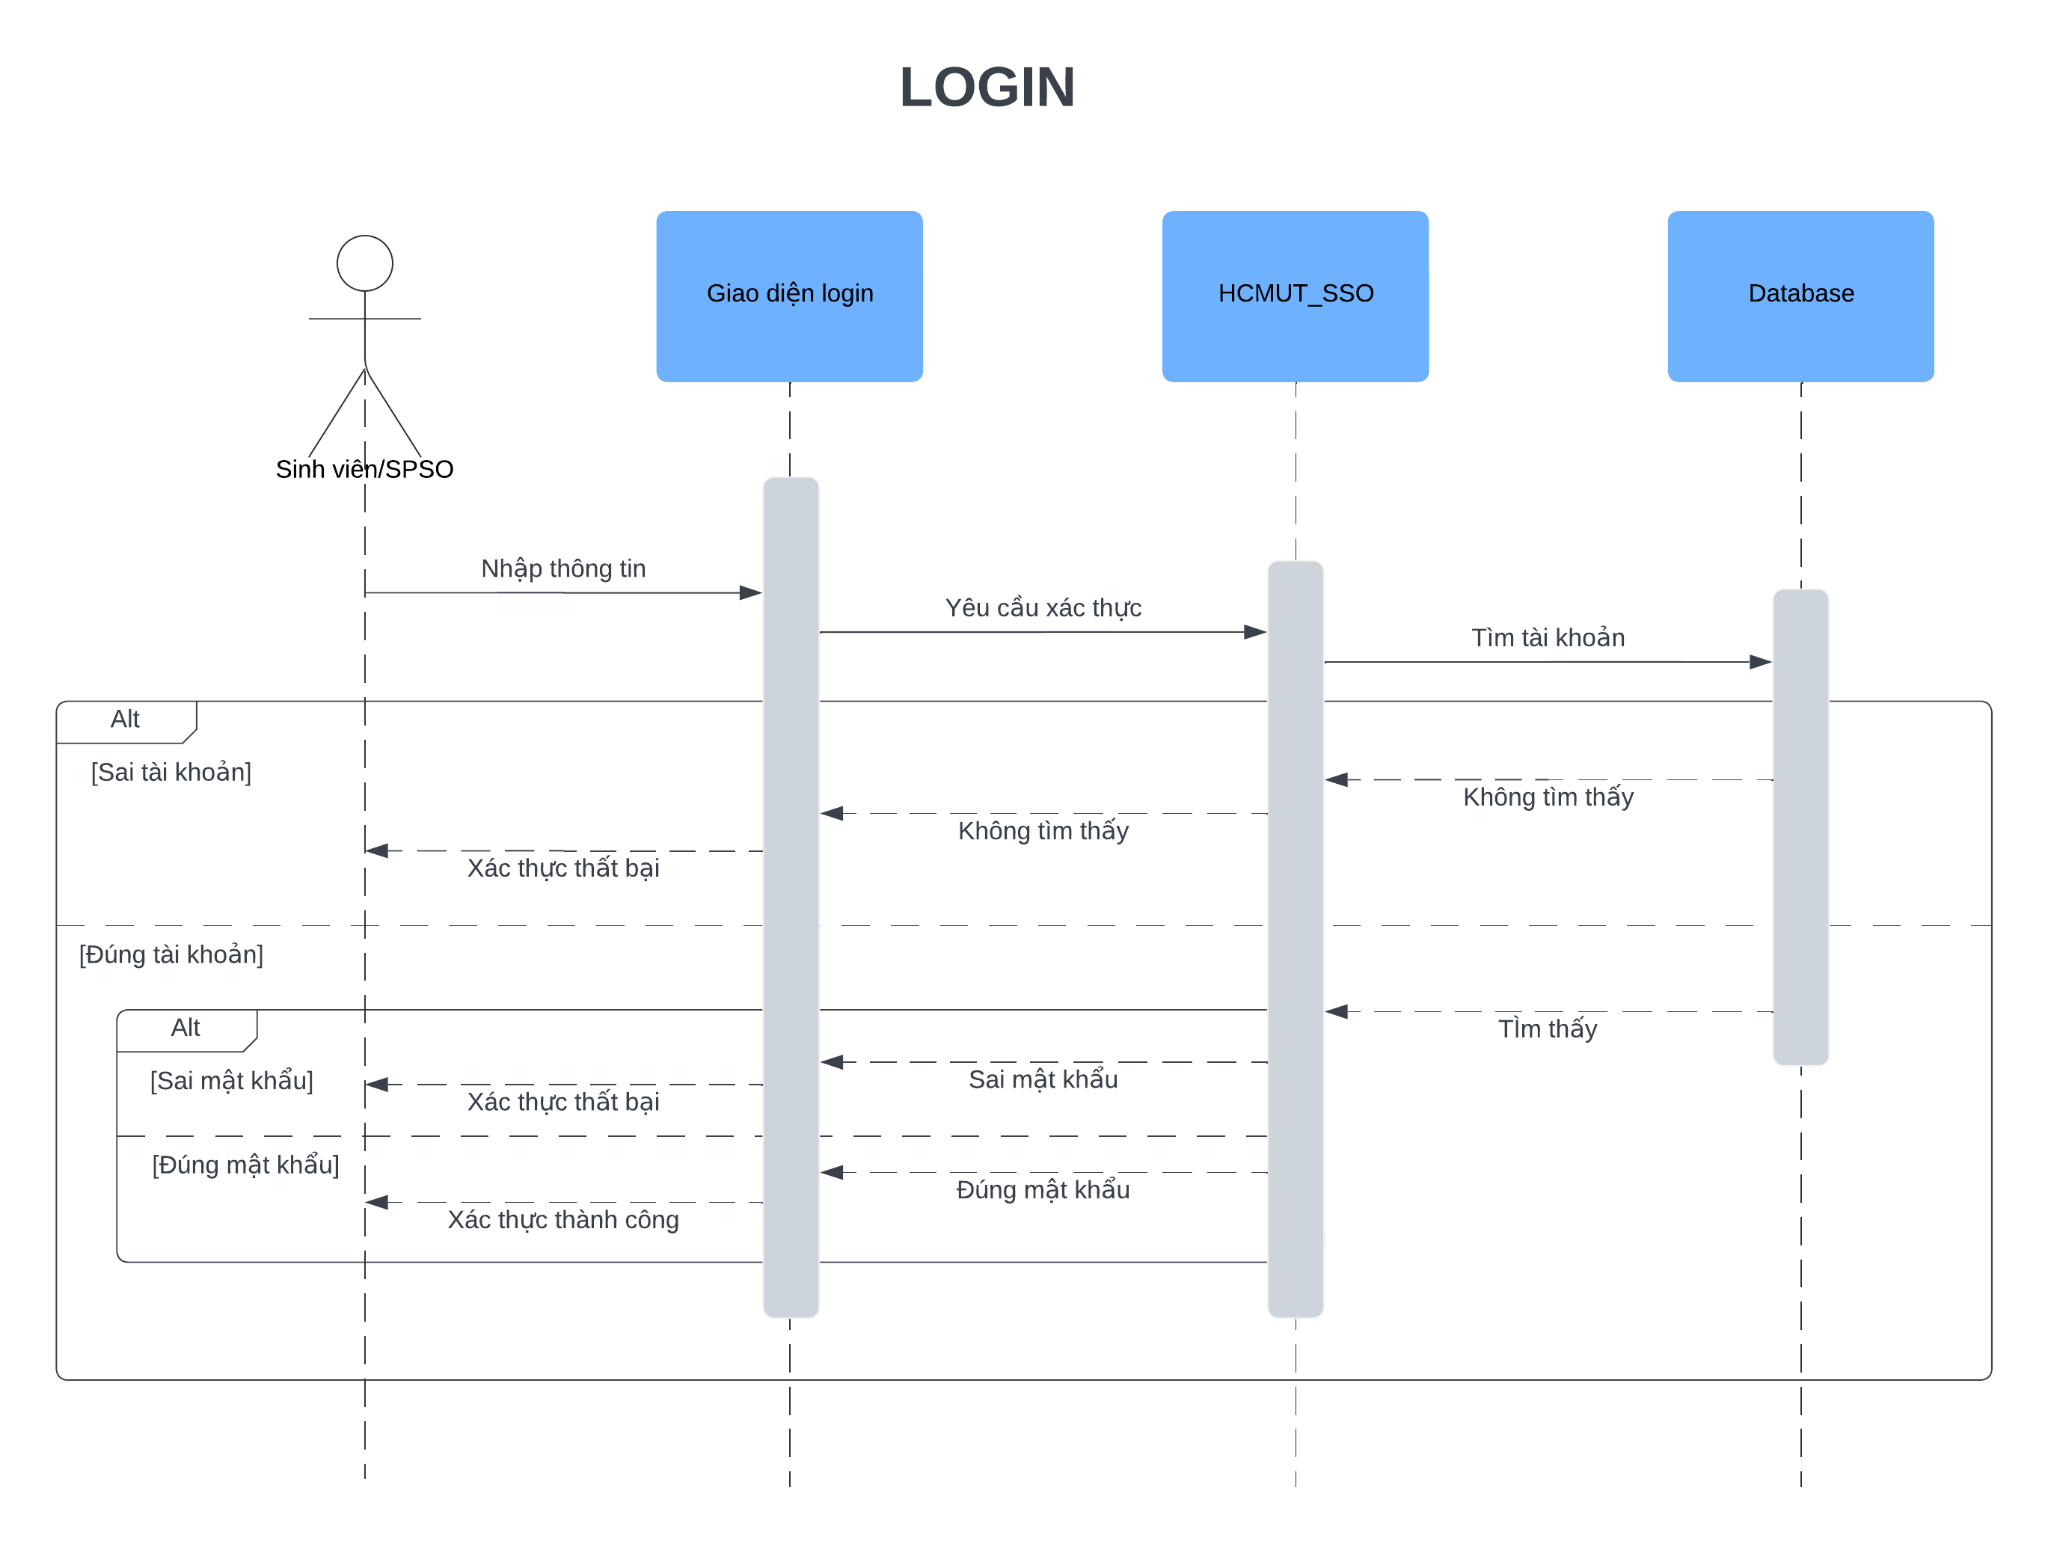 LOGIN
Giao diện login
HCMUT_SSO
Database
Sinh viên/SPSO
Nhập thông tin
Yêu cầu xác thực
Tìm tài khoản
Alt
[Sai tài khoản]
Không tìm thấy
Không tìm thấy
Xác thực thất bại
[Đúng tài khoản]
Alt
TÌm thấy
[Sai mật khẩu]
Sai mật khẩu
Xác thực thất bại
[Đúng mật khẩu]
Đúng mật khẩu
Xác thực thành công